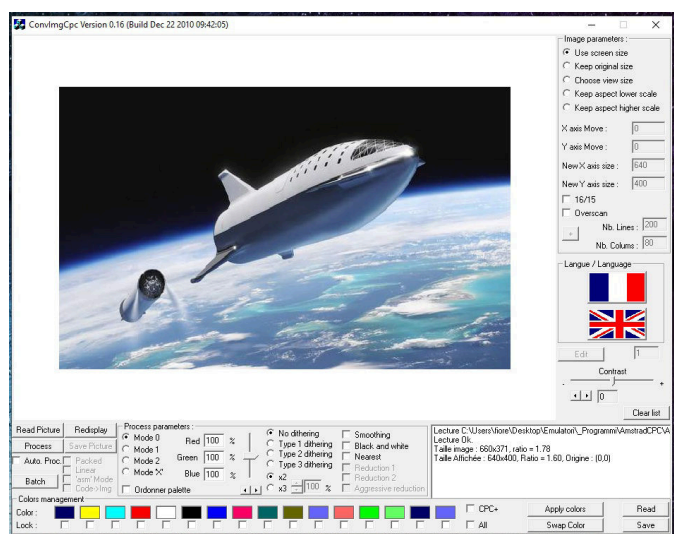 ConvImgCpc Version 0.16 (Build Dec 22 2010 09:42:05)
Image parameters :
Use screen size
Keep original size
Choose view size
Keep aspect lower scale
Keep aspect higher scale
X axis Move : 0
Y axis Move : 0
New X axis size : 640
New Y axis size : 400
16/15
Overscan
Nb. Lines : 200
+
Nb. Colums : 80
Langue / Language
Edit 1
Contrast
- +
0
Clear list
Read Picture Redisplay
Process Save Picture
Auto. Proc. Packed
Linear
Batch 'asm' Mode
Code->Img
Process parameters :
Mode 0
Mode 1
Mode 2
Mode 'X'
Ordonner palette
Red 100 %
Green 100 %
Blue 100 %
No dithering
Type 1 dithering
Type 2 dithering
Type 3 dithering
x2
x3 100 %
Smoothing
Black and white
Nearest
Reduction 1
Reduction 2
Aggressive reduction
Lecture C:\Users\fiore\Desktop\Emulatori\_Programmi\AmstradCPC\A
Lecture Ok.
Taille image : 660x371, ratio = 1.78
Taille Affichée : 640x400, Ratio = 1.60, Origine : (0,0)
Colors management
Color : CPC+ Apply colors Read
Lock : All Swap Color Save